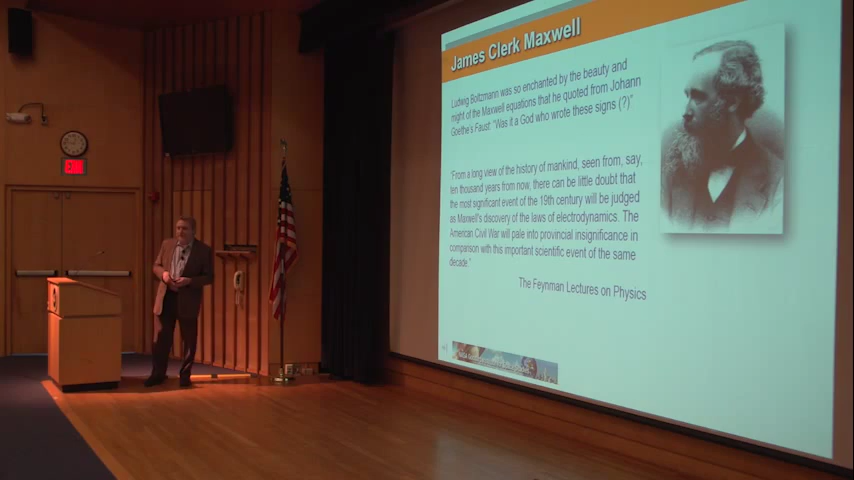 James Clerk Maxwell
Ludwig Boltzmann was so enchanted by the beauty and
might of the Maxwell equations that he quoted from Johann
Goethe's Faust: "Was it a God who wrote these signs (?)"
"From a long view of the history of mankind, seen from, say,
ten thousand years from now, there can be little doubt that
the most significant event of the 19th century will be judged
as Maxwell's discovery of the laws of electrodynamics. The
American Civil War will pale into provincial insignificance in
comparison with this important scientific event of the same
decade."
The Feynman Lectures on Physics